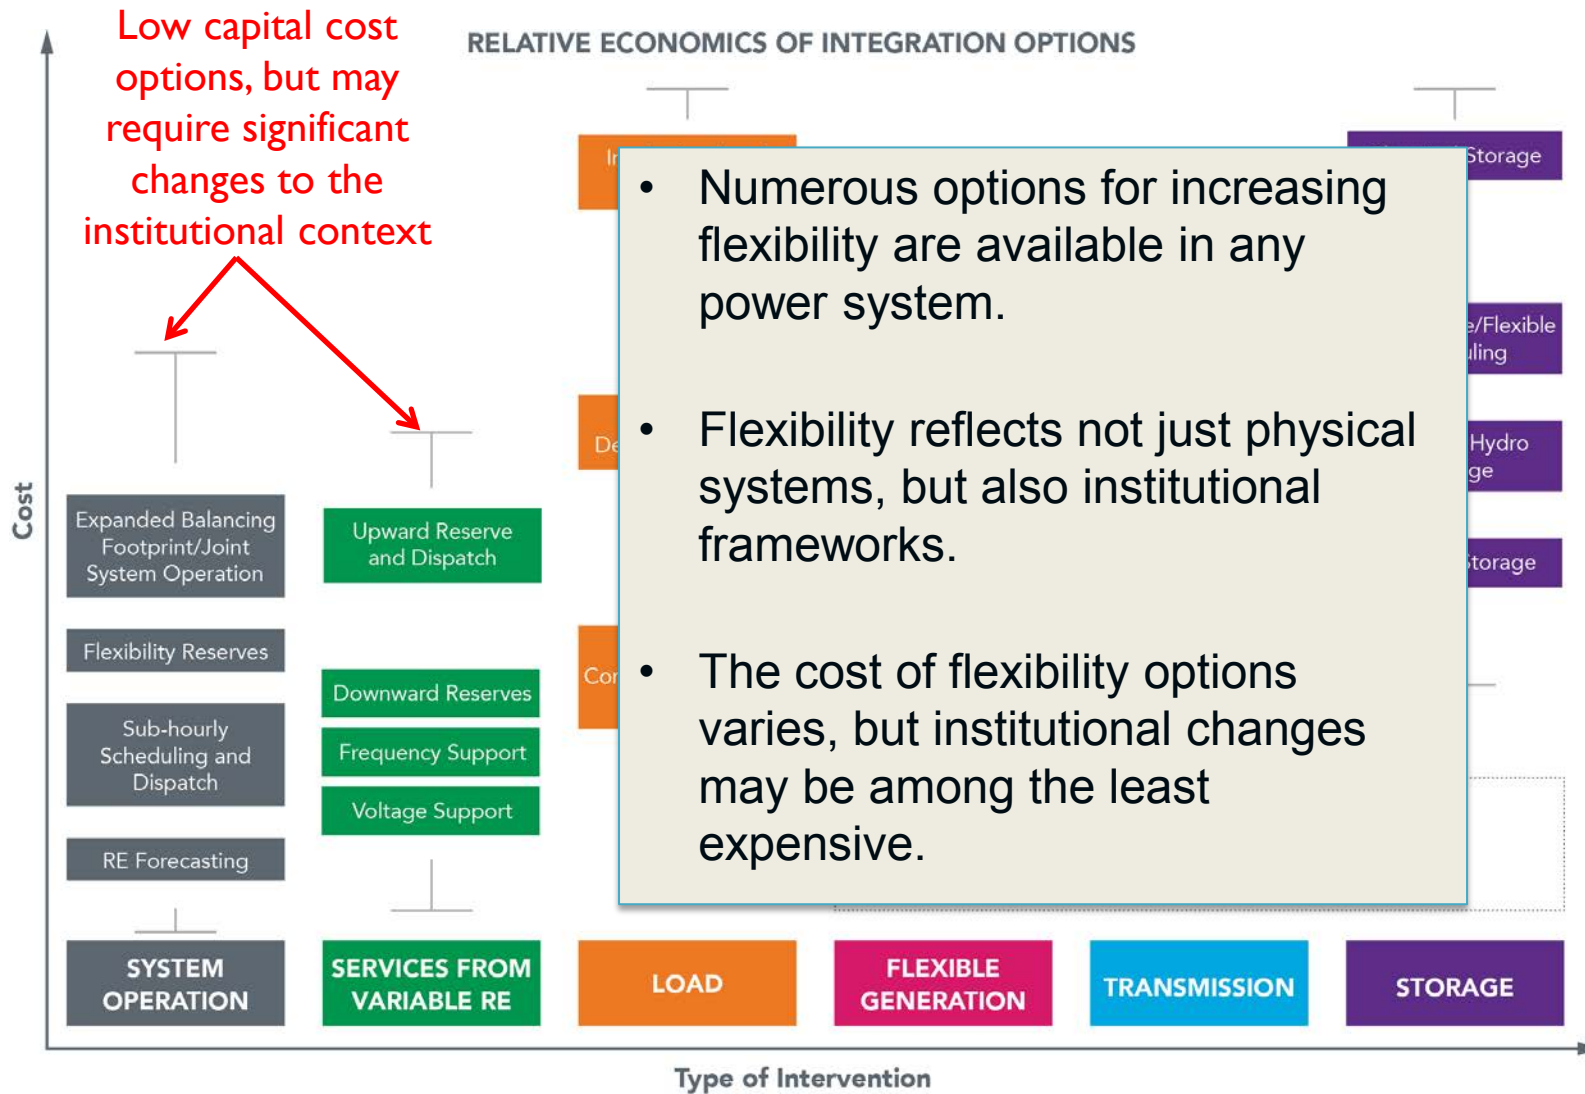 Low capital cost
options, but may
require significant
changes to the
institutional context
RELATIVE ECONOMICS OF INTEGRATION OPTIONS
Cost
Expanded Balancing
Footprint/Joint
System Operation
Flexibility Reserves
Sub-hourly
Scheduling and
Dispatch
RE Forecasting
Upward Reserve
and Dispatch
Downward Reserves
Frequency Support
Voltage Support
• Numerous options for increasing
flexibility are available in any
power system.
• Flexibility reflects not just physical
systems, but also institutional
frameworks.
• The cost of flexibility options
varies, but institutional changes
may be among the least
expensive.
Storage
/Flexible
Hydro
SYSTEM
OPERATION
SERVICES FROM
VARIABLE RE
LOAD
FLEXIBLE
GENERATION
TRANSMISSION
STORAGE
Type of Intervention